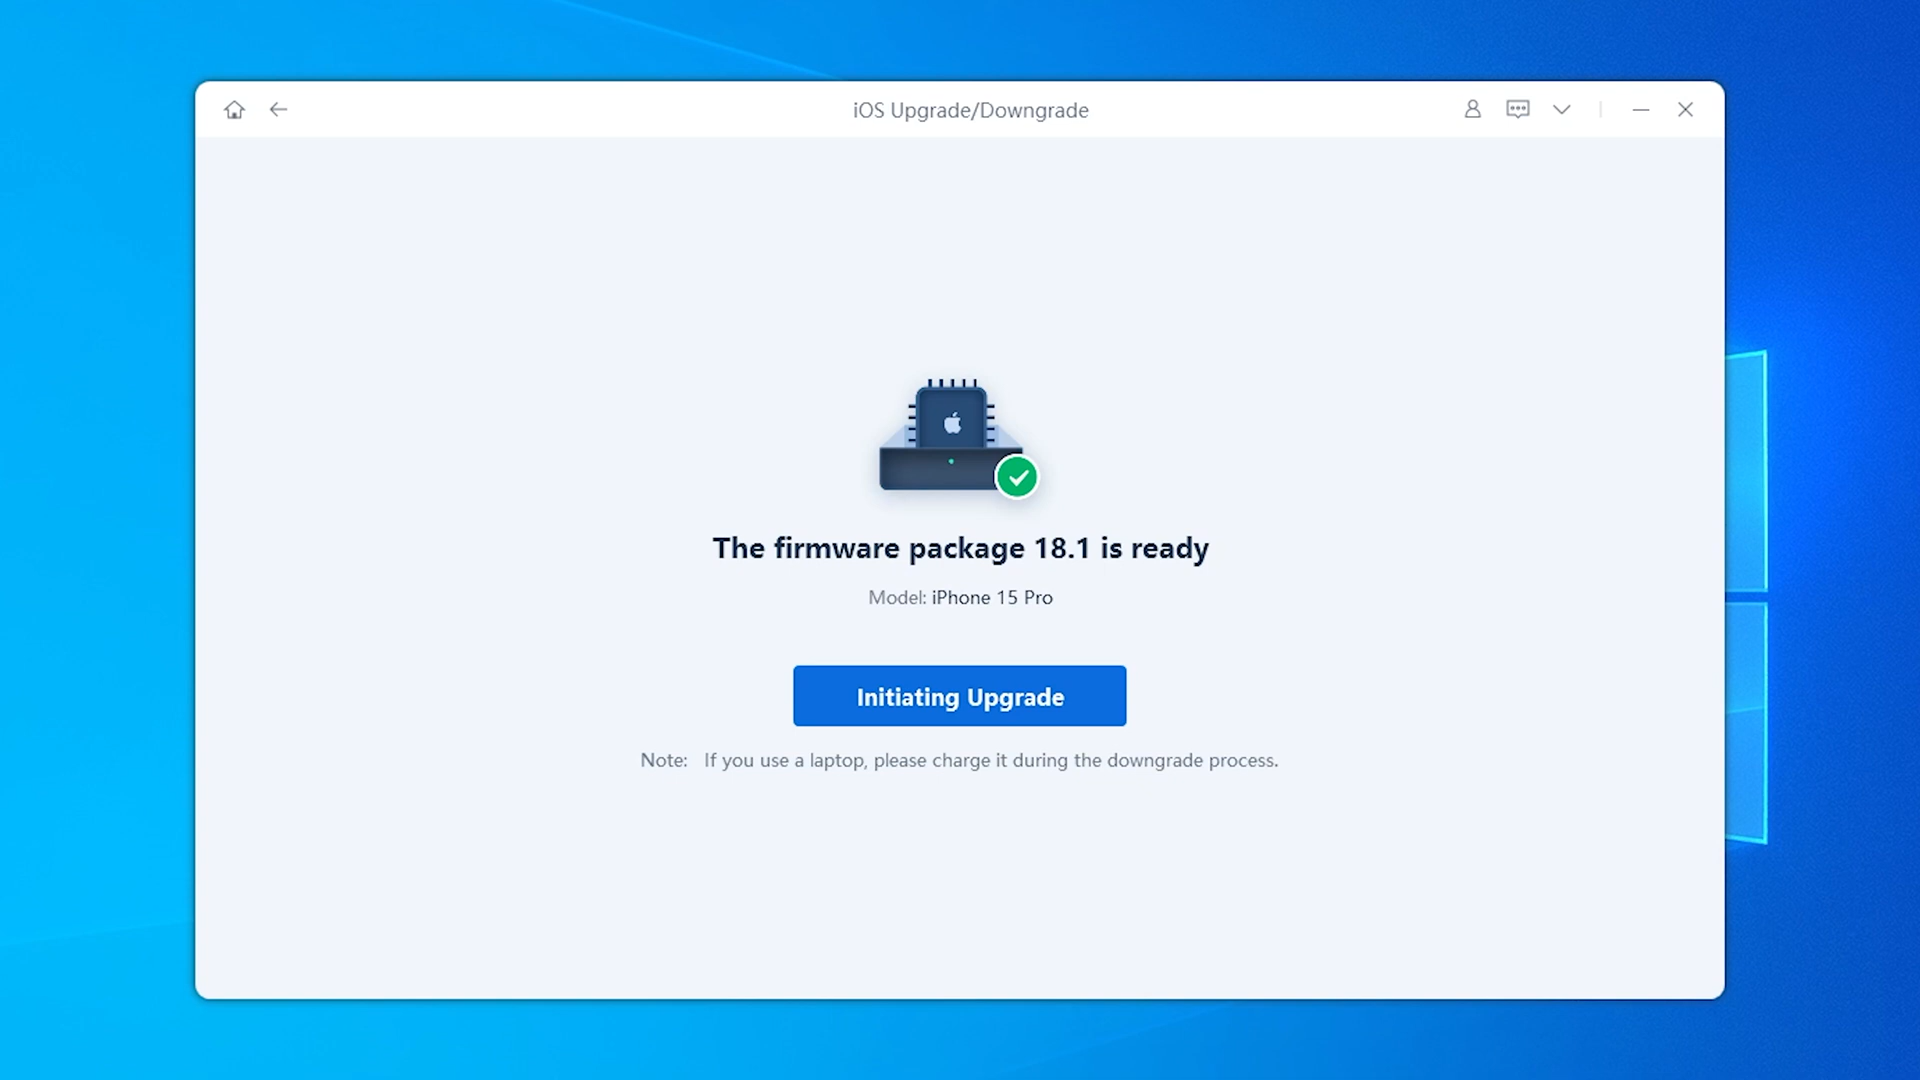 iOS Upgrade/Downgrade
The firmware package 18.1 is ready
Model: iPhone 15 Pro
Initiating Upgrade
Note: If you use a laptop, please charge it during the downgrade process.